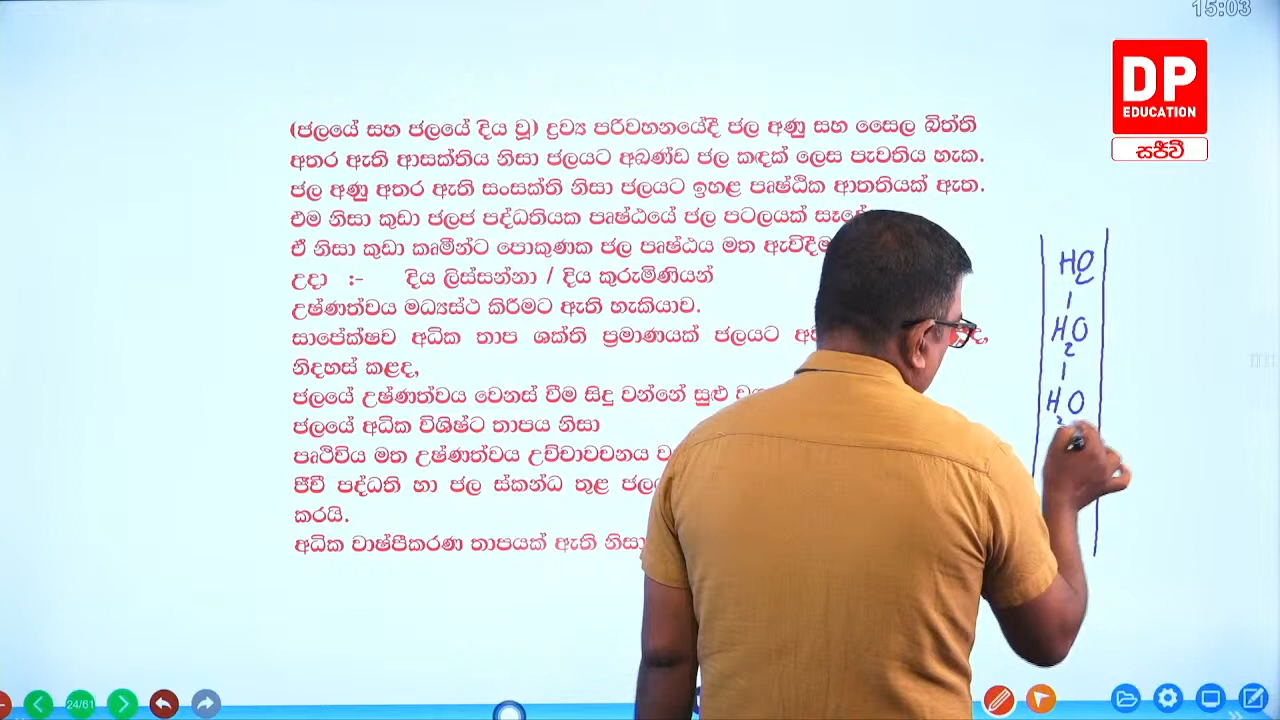 15:03
DP
EDUCATION
සජීවී
(ජලයේ සහ ජලයේ දිය වූ) ද්‍රව්‍ය පරිවහනයේදී ජල අණු සහ සෛල බිත්ති
අතර ඇති ආසක්තිය නිසා ජලයට අඛණ්ඩ ජල කඳක් ලෙස පැවතිය හැක.
ජල අණු අතර ඇති සංසක්ති නිසා ජලයට ඉහළ පෘෂ්ඨික ආතතියක් ඇත.
එම නිසා කුඩා ජලජ පද්ධතියක පෘෂ්ඨයේ ජල පටලයක්
ඒ නිසා කුඩා කෘමීන්ට පොකුණක ජල පෘෂ්ඨය මත
උදා :- දිය ලිස්සන්නා / දිය කුරුමිණියන්
උෂ්ණත්වය මධ්‍යස්ථ කිරීමට ඇති හැකියාව.
සාපේක්ෂව අධික තාප ශක්ති ප්‍රමාණයක් ජලයට
නිදහස් කළද,
ජලයේ උෂ්ණත්වය වෙනස් වීම සිදු වන්නේ සුළු
ජලයේ අධික විශිෂ්ට තාපය නිසා
පෘථිවිය මත උෂ්ණත්වය උච්චාවචනය
ජීවී පද්ධති හා ජල ස්කන්ධ තුළ
කරයි.
අධික වාෂ්පීකරණ තාපයක් ඇති නිසා
H2O
H2O
H2O
24/61